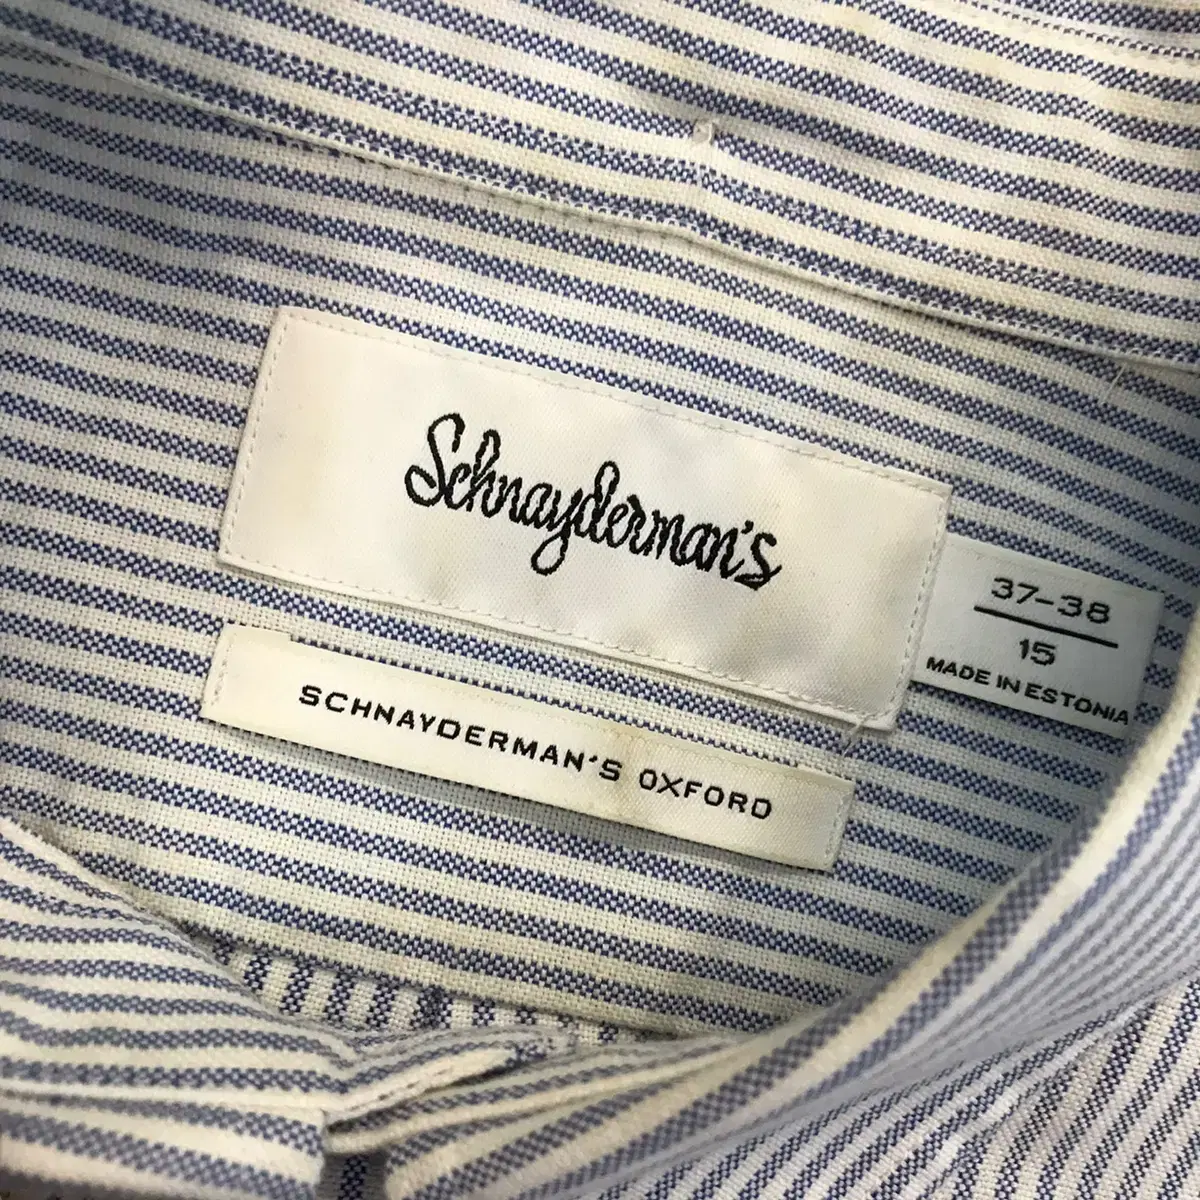 Schnayderman's
37-38
15
MADE IN ESTONIA
SCHNAYDERMAN'S OXFORD